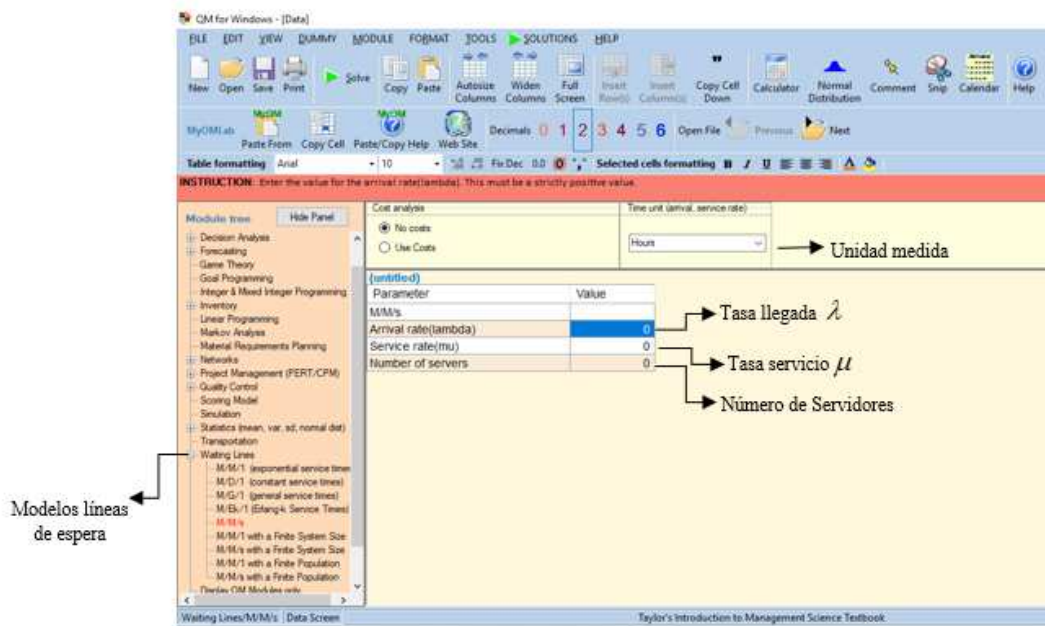 QM for Windows - [Data]
FILE EDIT VIEW DUMMY MODULE FORMAT TOOLS SOLUTIONS HELP
New Open Save Print Solve Copy Paste Autosize Columns Widen Columns Full Screen Insert Row(s) Insert Column(s) Copy Cell Down Calculator Normal Distribution Comment Snip Calendar Help
MyOMLab Paste From Copy Cell Paste/Copy Help Web Site Decimals 0 1 2 3 4 5 6 Open File Previous Next
Table formatting Arial 10 Fix Dec 0.0 Selected cells formatting B I U
INSTRUCTION: Enter the value for the arrival rate(lambda). This must be a strictly positive value.
Module tree Hide Panel
Decision Analysis
Forecasting
Game Theory
Goal Programming
Integer & Mixed Integer Programming
Inventory
Linear Programming
Markov Analysis
Material Requirements Planning
Networks
Project Management (PERT/CPM)
Quality Control
Scoring Model
Simulation
Statistics (mean, var, sd, normal dist)
Transportation
Waiting Lines
M/M/1 (exponential service time
M/D/1 (constant service times)
M/G/1 (general service times)
M/Ek/1 (Erlang-k Service Times)
M/M/s
M/M/1 with a Finite System Size
M/M/s with a Finite System Size
M/M/1 with a Finite Population
M/M/s with a Finite Population
Display OM Modules only
Cost analysis
No costs
Use Costs
Time unit (arrival, service rate)
Hours
Unidad medida
(untitled)
Parameter Value
M/M/s
Arrival rate(lambda) 0
Service rate(mu) 0
Number of servers 0
Tasa llegada λ
Tasa servicio μ
Número de Servidores
Modelos líneas
de espera
Waiting Lines/M/M/s Data Screen Taylor's Introduction to Management Science Textbook